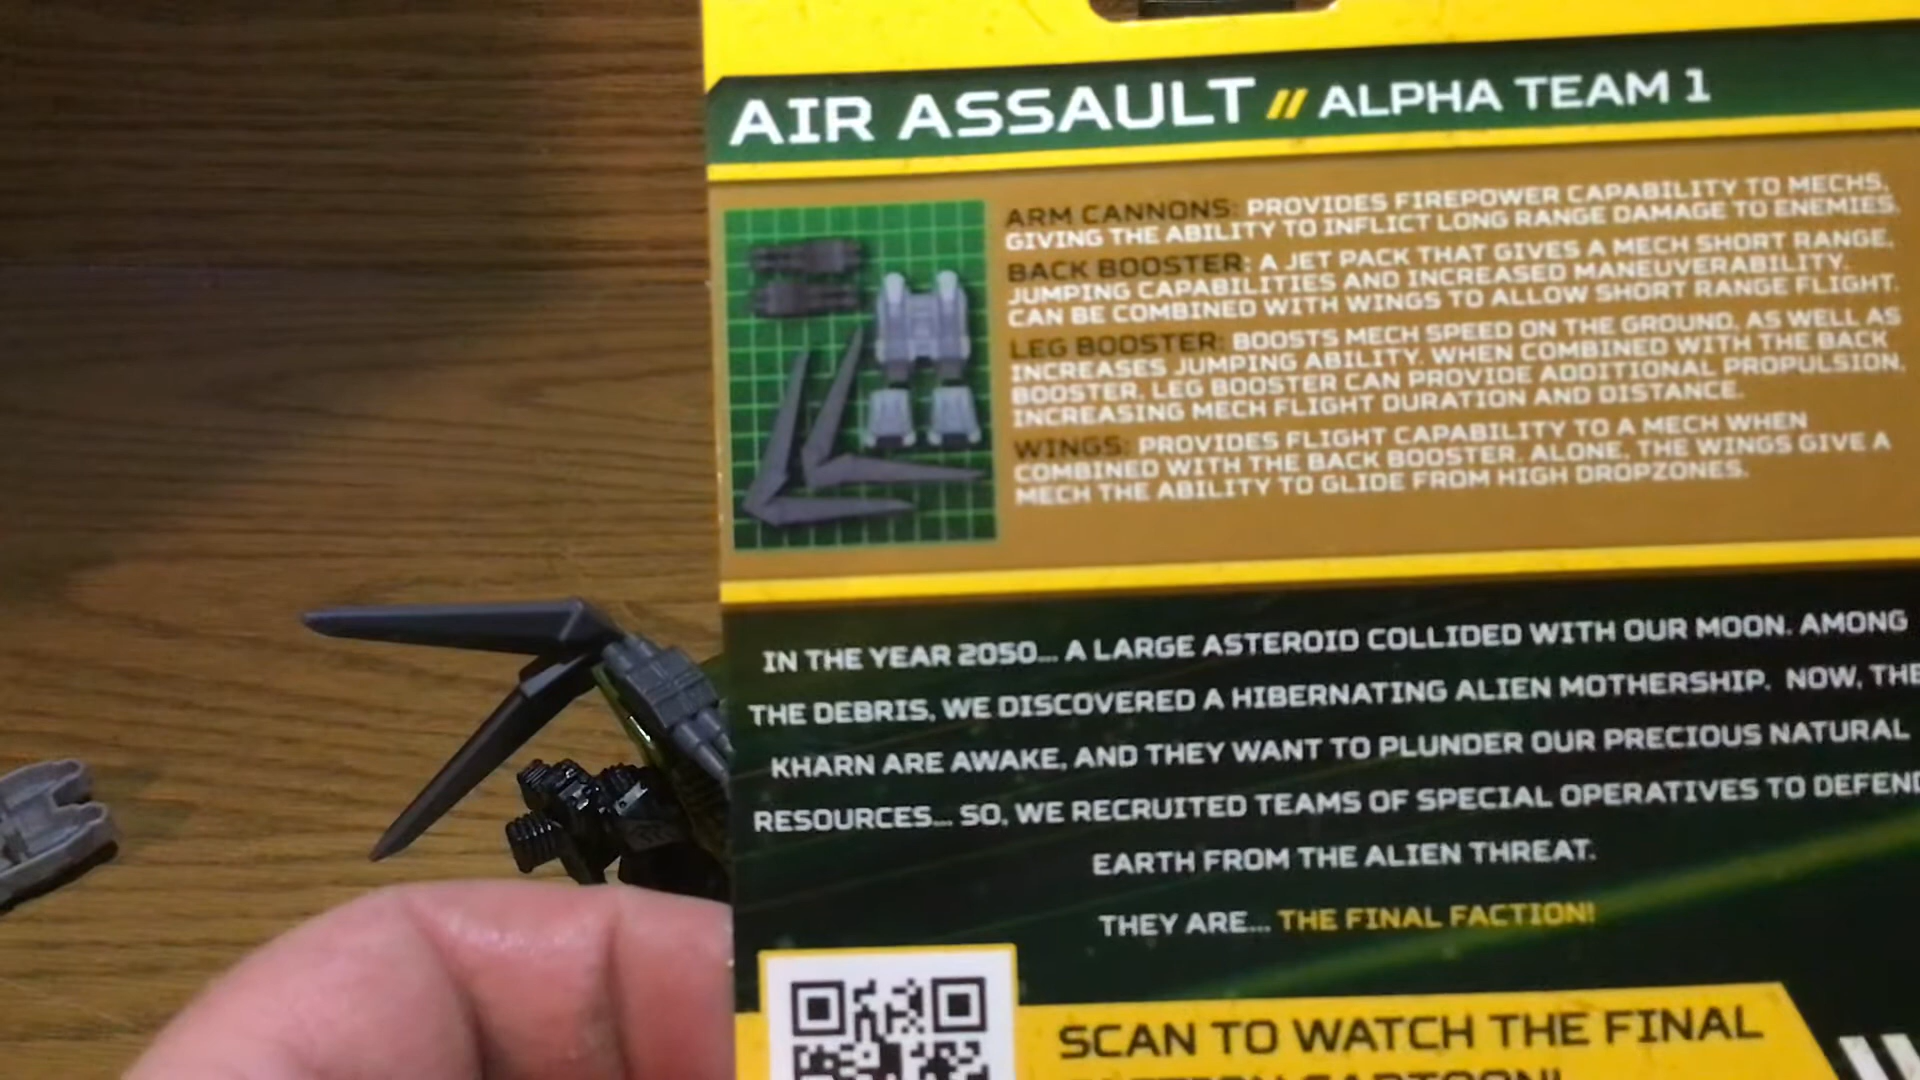 AIR ASSAULT // ALPHA TEAM 1
ARM CANNONS: PROVIDES FIREPOWER CAPABILITY TO MECHS,
GIVING THE ABILITY TO INFLICT LONG RANGE DAMAGE TO ENEMIES.
BACK BOOSTER: A JET PACK THAT GIVES A MECH SHORT RANGE,
JUMPING CAPABILITIES AND INCREASED MANEUVERABILITY.
CAN BE COMBINED WITH WINGS TO ALLOW SHORT RANGE FLIGHT.
LEG BOOSTER: BOOSTS MECH SPEED ON THE GROUND, AS WELL AS
INCREASES JUMPING ABILITY. WHEN COMBINED WITH THE BACK
BOOSTER, LEG BOOSTER CAN PROVIDE ADDITIONAL PROPULSION,
INCREASING MECH FLIGHT DURATION AND DISTANCE.
WINGS: PROVIDES FLIGHT CAPABILITY TO A MECH WHEN
COMBINED WITH THE BACK BOOSTER. ALONE, THE WINGS GIVE A
MECH THE ABILITY TO GLIDE FROM HIGH DROPZONES.
IN THE YEAR 2050... A LARGE ASTEROID COLLIDED WITH OUR MOON. AMONG
THE DEBRIS, WE DISCOVERED A HIBERNATING ALIEN MOTHERSHIP. NOW, THE
KHARN ARE AWAKE, AND THEY WANT TO PLUNDER OUR PRECIOUS NATURAL
RESOURCES... SO, WE RECRUITED TEAMS OF SPECIAL OPERATIVES TO DEFEND
EARTH FROM THE ALIEN THREAT.
THEY ARE... THE FINAL FACTION!
SCAN TO WATCH THE FINAL